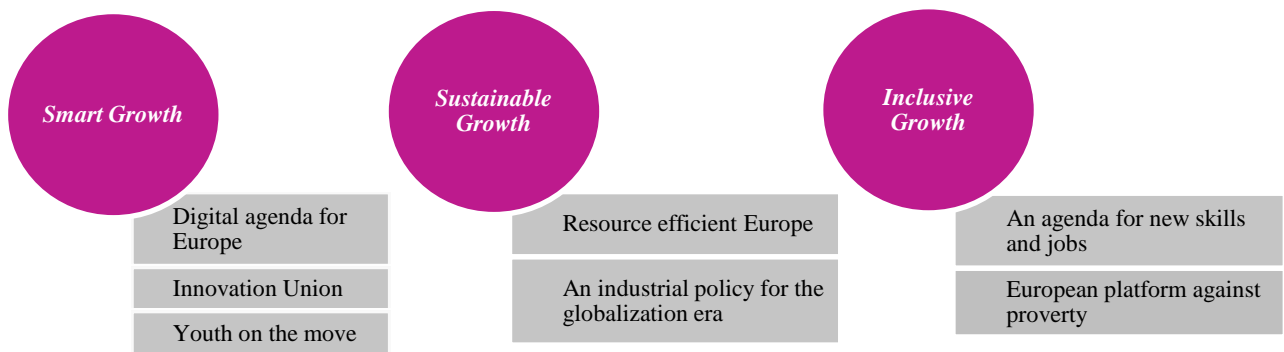 Smart Growth
Digital agenda for
Europe
Innovation Union
Youth on the move
Sustainable
Growth
Resource efficient Europe
An industrial policy for the
globalization era
Inclusive
Growth
An agenda for new skills
and jobs
European platform against
proverty